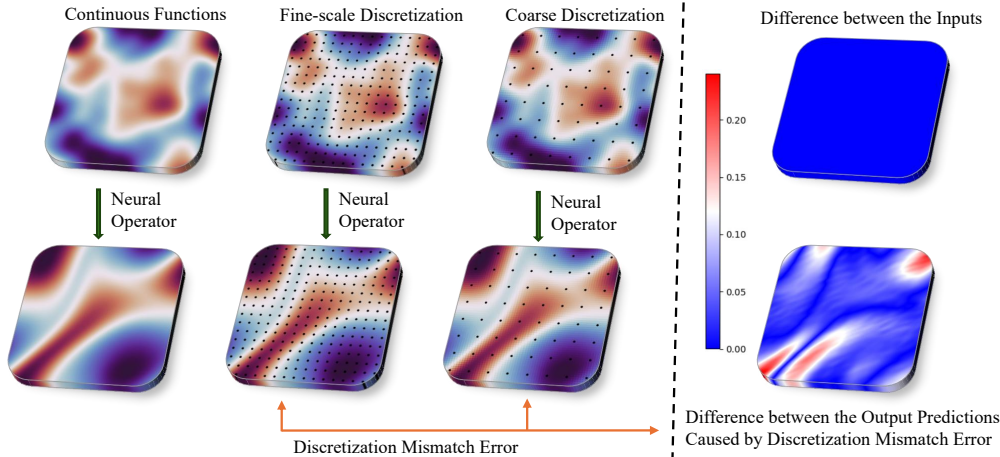 Continuous Functions
Fine-scale Discretization
Coarse Discretization
Difference between the Inputs
Neural
Operator
Neural
Operator
Neural
Operator
0.20
0.15
0.10
0.05
0.00
Discretization Mismatch Error
Difference between the Output Predictions
Caused by Discretization Mismatch Error